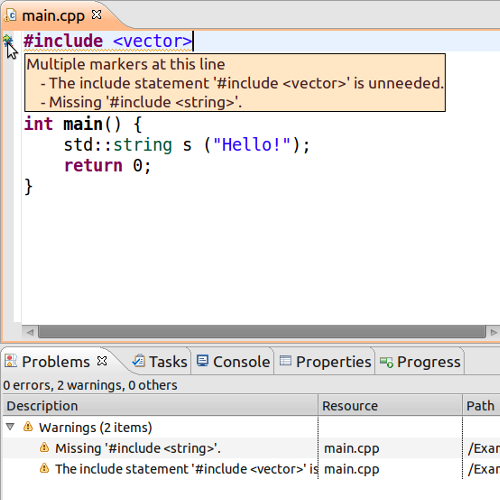 main.cpp
#include <vector>
Multiple markers at this line
- The include statement '#include <vector>' is unneeded.
- Missing '#include <string>'.
int main() {
std::string s ("Hello!");
return 0;
}
Problems Tasks Console Properties Progress
0 errors, 2 warnings, 0 others
Description Resource Path
Warnings (2 items)
Missing '#include <string>'. main.cpp /Exam
The include statement '#include <vector>' is main.cpp /Exam